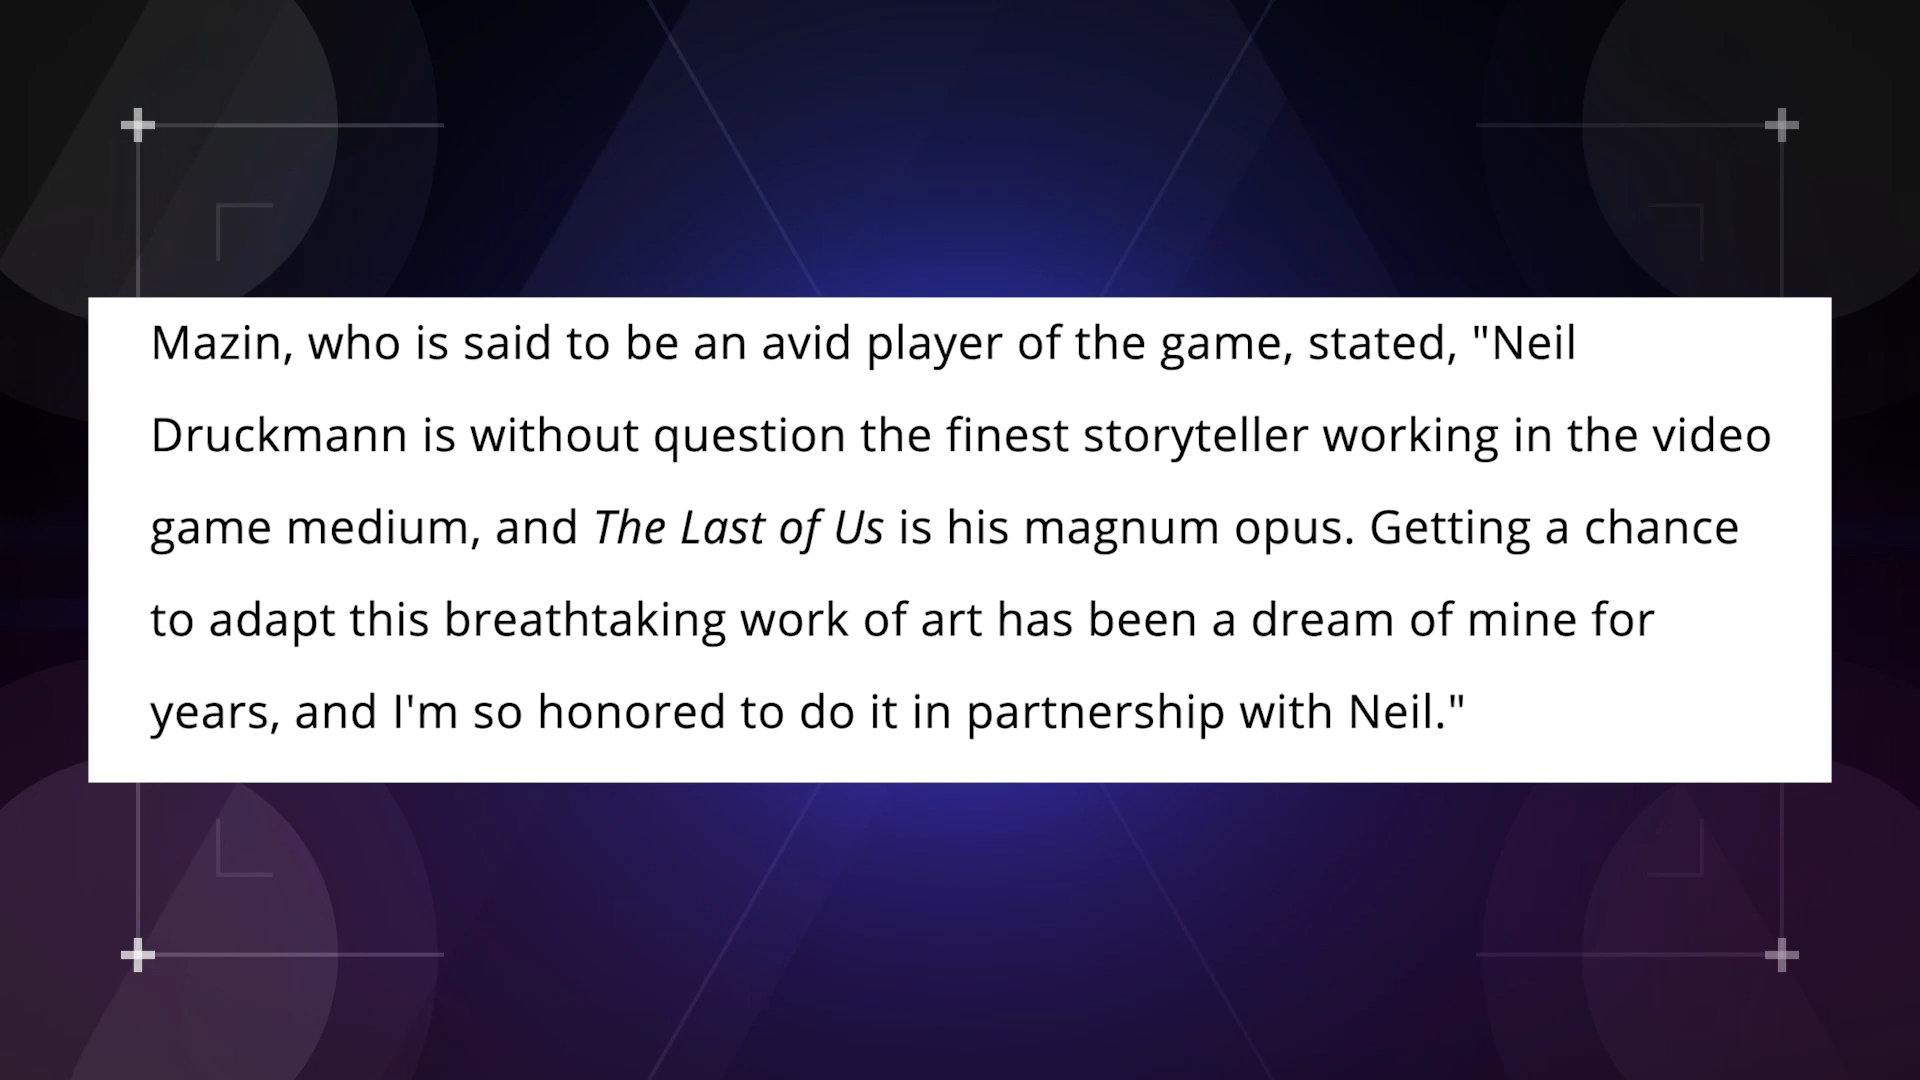 Mazin, who is said to be an avid player of the game, stated, "Neil
Druckmann is without question the finest storyteller working in the video
game medium, and The Last of Us is his magnum opus. Getting a chance
to adapt this breathtaking work of art has been a dream of mine for
years, and I'm so honored to do it in partnership with Neil."